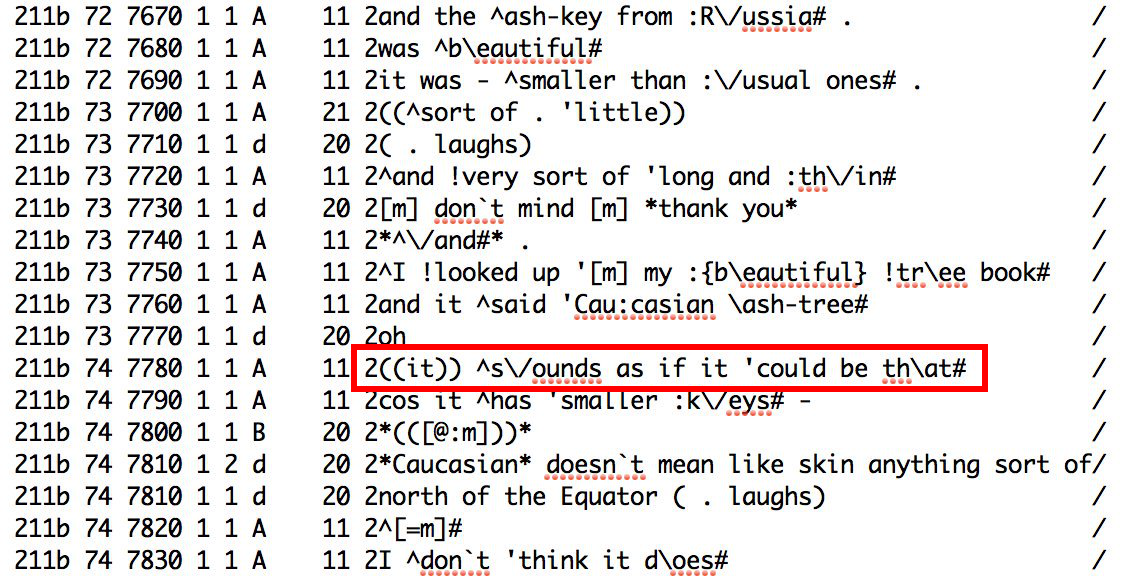 211b 72 7670 1 1 A 11 2and the ^ash-key from :R\/ussia# . /
211b 72 7680 1 1 A 11 2was ^b\eautiful# /
211b 72 7690 1 1 A 11 2it was - ^smaller than :\/usual ones# . /
211b 73 7700 1 1 A 21 2((^sort of . 'little)) /
211b 73 7710 1 1 d 20 2( . laughs) /
211b 73 7720 1 1 A 11 2^and !very sort of 'long and :th\/in# /
211b 73 7730 1 1 d 20 2[m] don`t mind [m] *thank you* /
211b 73 7740 1 1 A 11 2*^\/and#* . /
211b 73 7750 1 1 A 11 2^I !looked up '[m] my :{b\eautiful} !tr\ee book# /
211b 73 7760 1 1 A 11 2and it ^said 'Cau:casian \ash-tree# /
211b 73 7770 1 1 d 20 2oh /
211b 74 7780 1 1 A 11 2((it)) ^s\/ounds as if it 'could be th\at# /
211b 74 7790 1 1 A 11 2cos it ^has 'smaller :k\/eys# - /
211b 74 7800 1 1 B 20 2*(([@:m]))* /
211b 74 7810 1 2 d 20 2*Caucasian* doesn`t mean like skin anything sort of/
211b 74 7810 1 1 d 20 2north of the Equator ( . laughs) /
211b 74 7820 1 1 A 11 2^[=m]# /
211b 74 7830 1 1 A 11 2I ^don`t 'think it d\oes# /